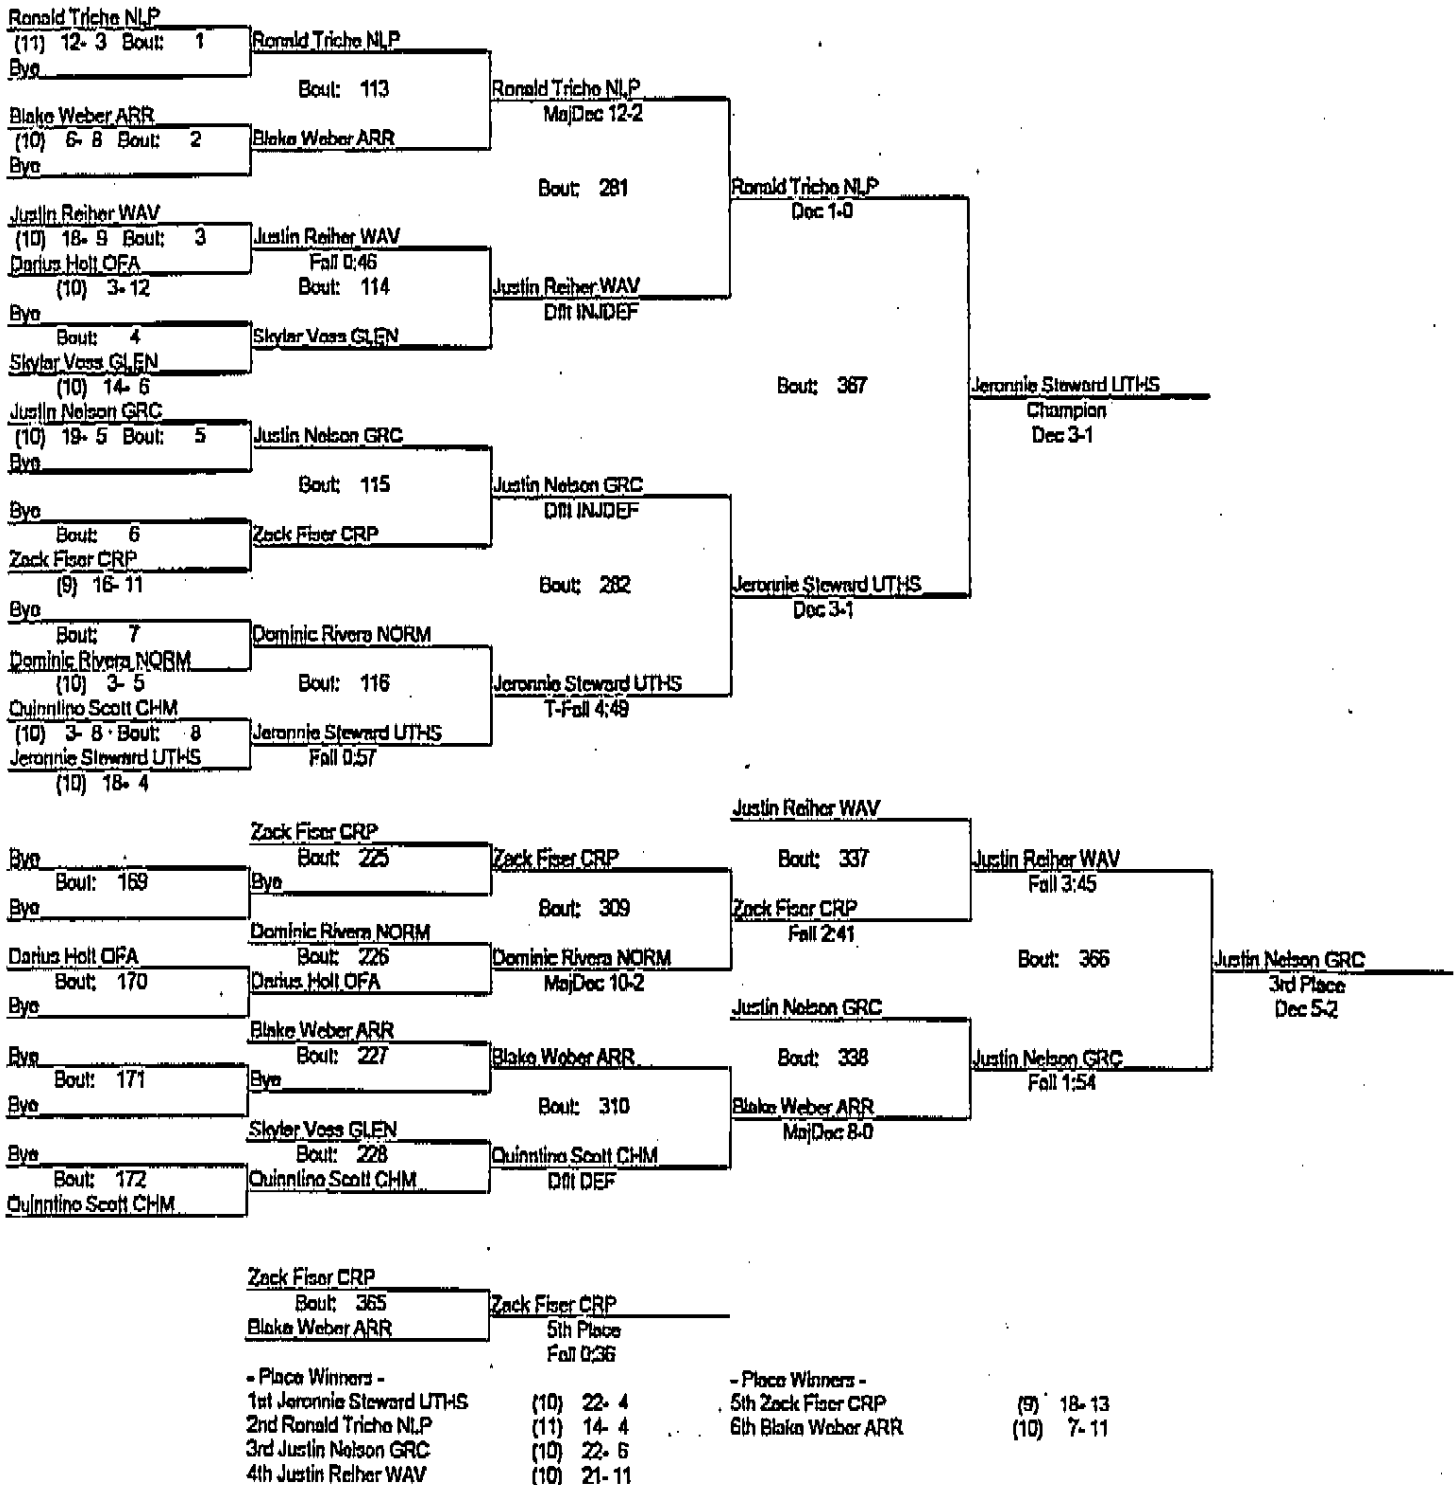 Ronald Triche NLP
(11) 12- 3 Bout: 1
Bye
Ronald Triche NLP
Bout: 113
Blake Weber ARR
(10) 6- 8 Bout: 2
Bye
Blake Weber ARR
Ronald Triche NLP
MajDec 12-2
Bout: 281
Justin Reiher WAV
(10) 18- 9 Bout: 3
Darius Holt OFA
(10) 3- 12
Justin Reiher WAV
Fall 0:46
Bout: 114
Bye
Bout: 4
Skylar Voss GLEN
(10) 14- 6
Skylar Voss GLEN
Justin Reiher WAV
Dflt INJDEF
Ronald Triche NLP
Dec 1-0
Bout: 367
Justin Nelson GRC
(10) 19- 5 Bout: 5
Bye
Justin Nelson GRC
Bout: 115
Bye
Bout: 6
Zack Fiser CRP
(9) 16- 11
Zack Fiser CRP
Justin Nelson GRC
Dflt INJDEF
Bout: 282
Bye
Bout: 7
Dominic Rivera NORM
(10) 3- 5
Dominic Rivera NORM
Bout: 116
Quinntino Scott CHM
(10) 3- 8 Bout: 8
Jeronnie Steward UTHS
(10) 18- 4
Jeronnie Steward UTHS
Fall 0:57
Jeronnie Steward UTHS
T-Fall 4:49
Jeronnie Steward UTHS
Dec 3-1
Jeronnie Steward UTHS
Champion
Dec 3-1
Bye
Bout: 169
Bye
Zack Fiser CRP
Bout: 225
Bye
Zack Fiser CRP
Bout: 309
Darius Holt OFA
Bout: 170
Bye
Dominic Rivera NORM
Bout: 226
Darius Holt OFA
Dominic Rivera NORM
MajDec 10-2
Justin Reiher WAV
Bout: 337
Zack Fiser CRP
Fall 2:41
Justin Reiher WAV
Fall 3:45
Bout: 366
Bye
Bout: 171
Bye
Blake Weber ARR
Bout: 227
Bye
Blake Weber ARR
Bout: 310
Bye
Bout: 172
Quinntino Scott CHM
Skyler Voss GLEN
Bout: 228
Quinntino Scott CHM
Quinntino Scott CHM
Dflt DEF
Justin Nelson GRC
Bout: 338
Blake Weber ARR
MajDec 8-0
Justin Nelson GRC
Fall 1:54
Justin Nelson GRC
3rd Place
Dec 5-2
Zack Fiser CRP
Bout: 365
Blake Weber ARR
Zack Fiser CRP
5th Place
Fall 0:36
- Place Winners -
1st Jeronnie Steward UTHS (10) 22- 4
2nd Ronald Triche NLP (11) 14- 4
3rd Justin Nelson GRC (10) 22- 6
4th Justin Reiher WAV (10) 21- 11
- Place Winners -
5th Zack Fiser CRP (9) 18- 13
6th Blake Weber ARR (10) 7- 11